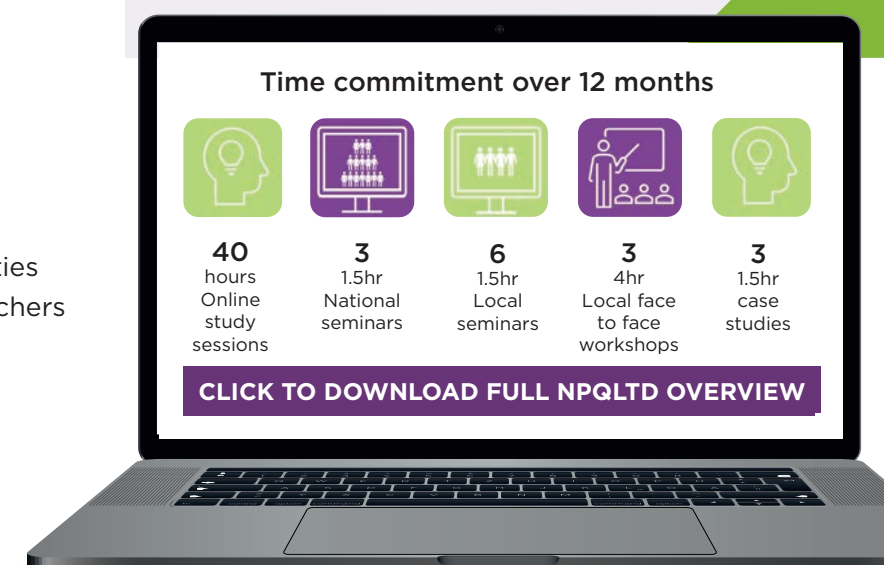 ties
chers
Time commitment over 12 months
40
hours
Online
study
sessions
3
1.5hr
National
seminars
6
1.5hr
Local
seminars
3
4hr
Local face
to face
workshops
3
1.5hr
case
studies
CLICK TO DOWNLOAD FULL NPQLTD OVERVIEW